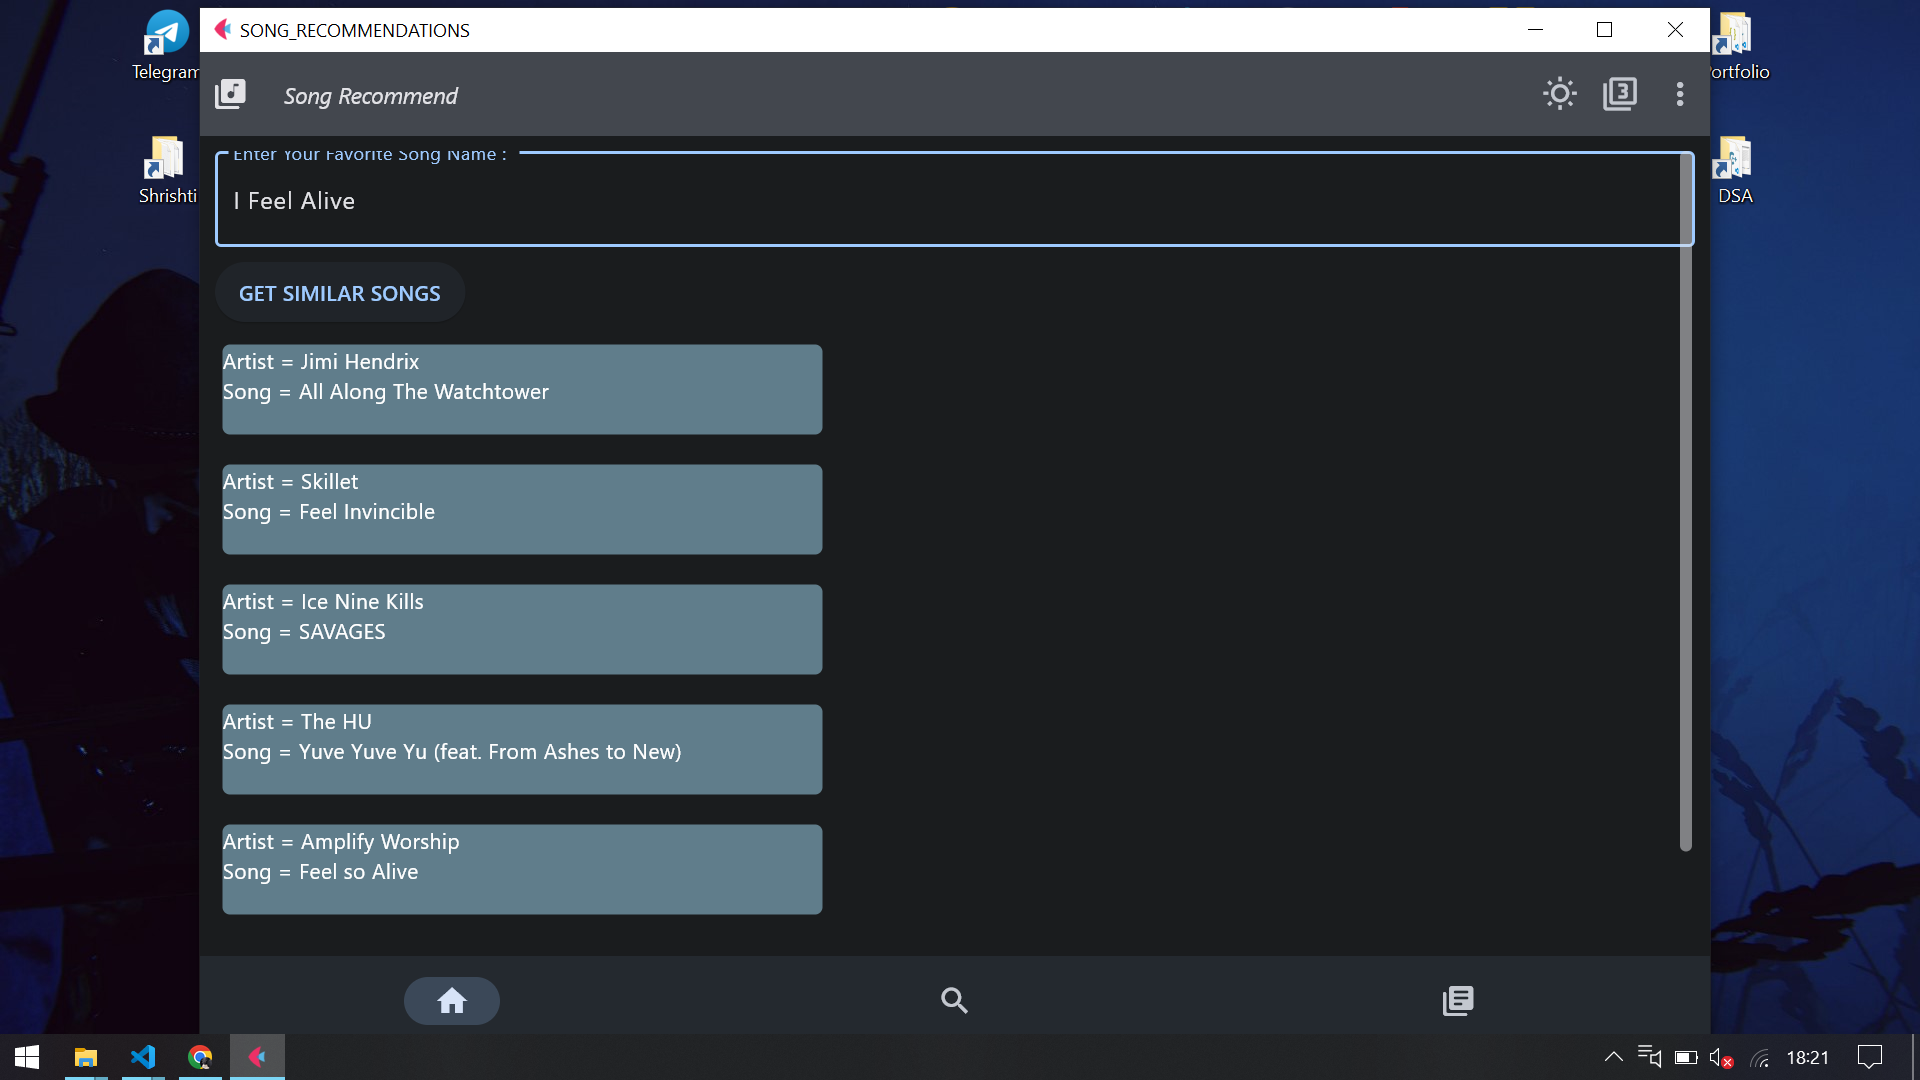 Telegram
Shrishti
SONG_RECOMMENDATIONS
Song Recommend
3
Enter Your Favorite Song Name :
I Feel Alive
GET SIMILAR SONGS
Artist = Jimi Hendrix
Song = All Along The Watchtower
Artist = Skillet
Song = Feel Invincible
Artist = Ice Nine Kills
Song = SAVAGES
Artist = The HU
Song = Yuve Yuve Yu (feat. From Ashes to New)
Artist = Amplify Worship
Song = Feel so Alive
ortfolio
DSA
18:21